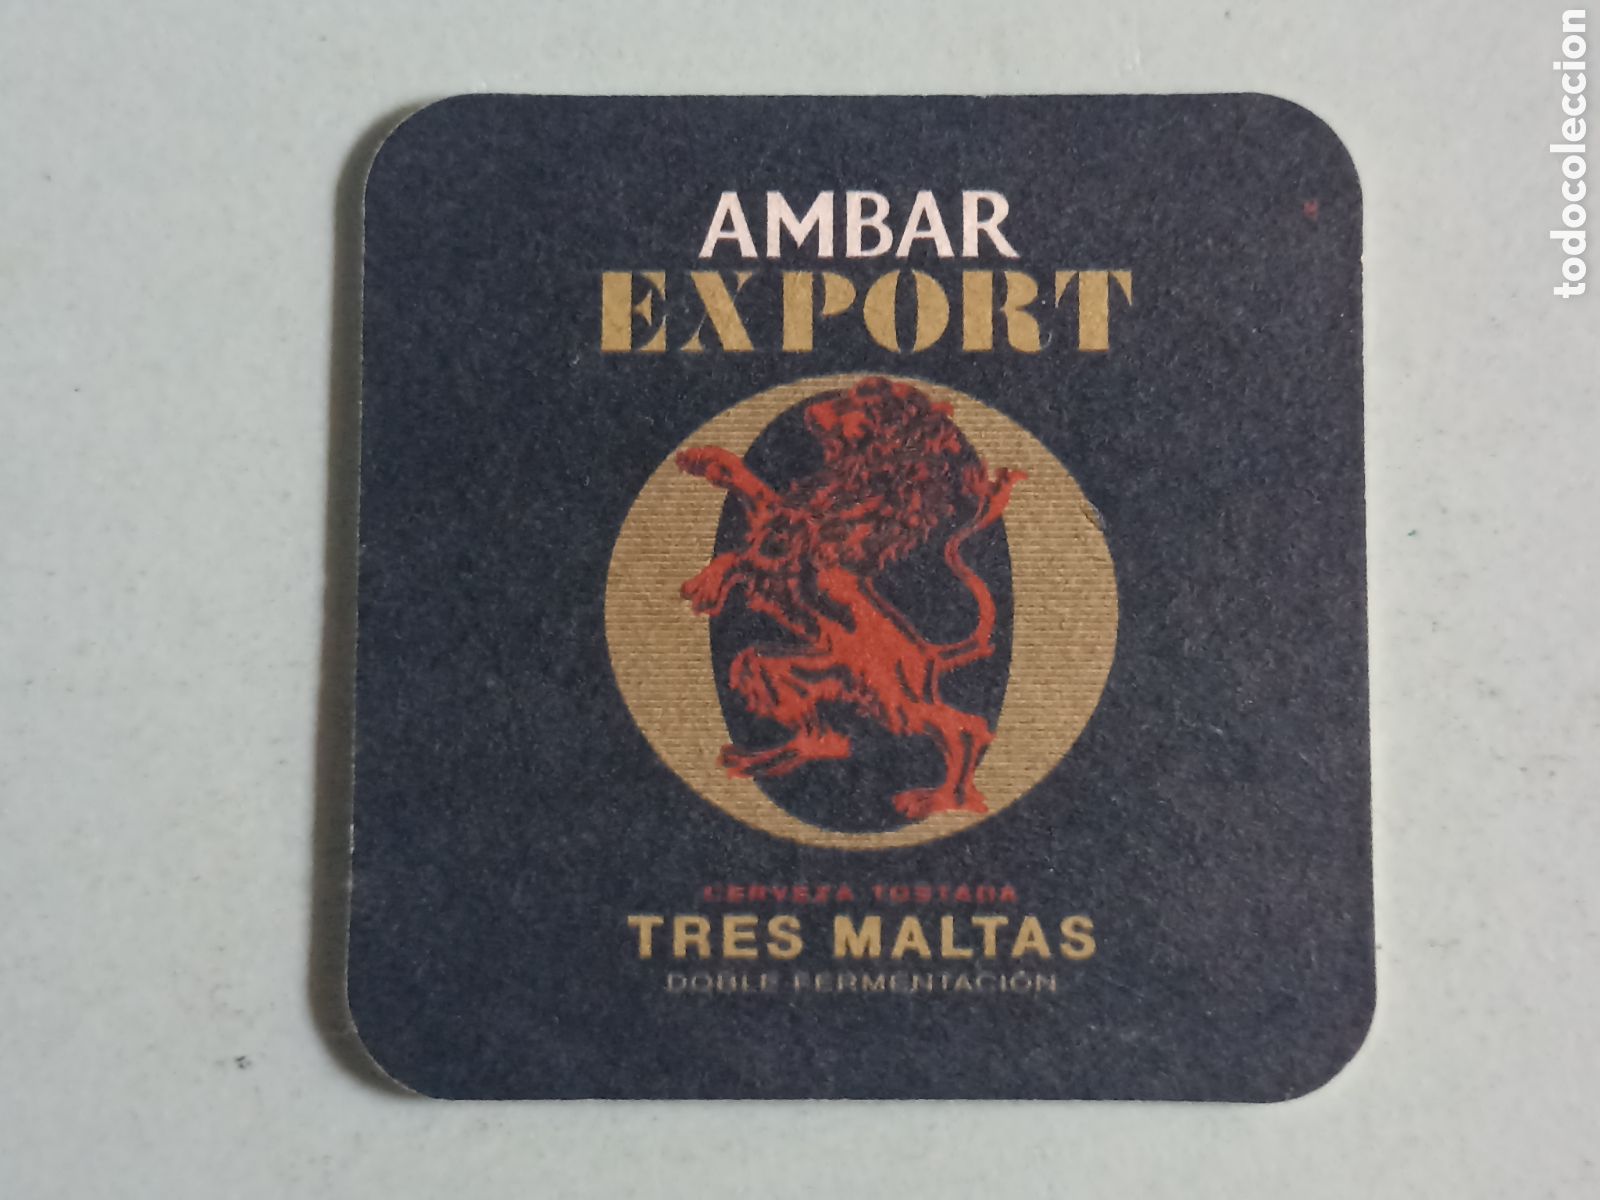 AMBAR
EXPORT
CERVEZA TOSTADA
TRES MALTAS
DOBLE FERMENTACIÓN
todocoleccion